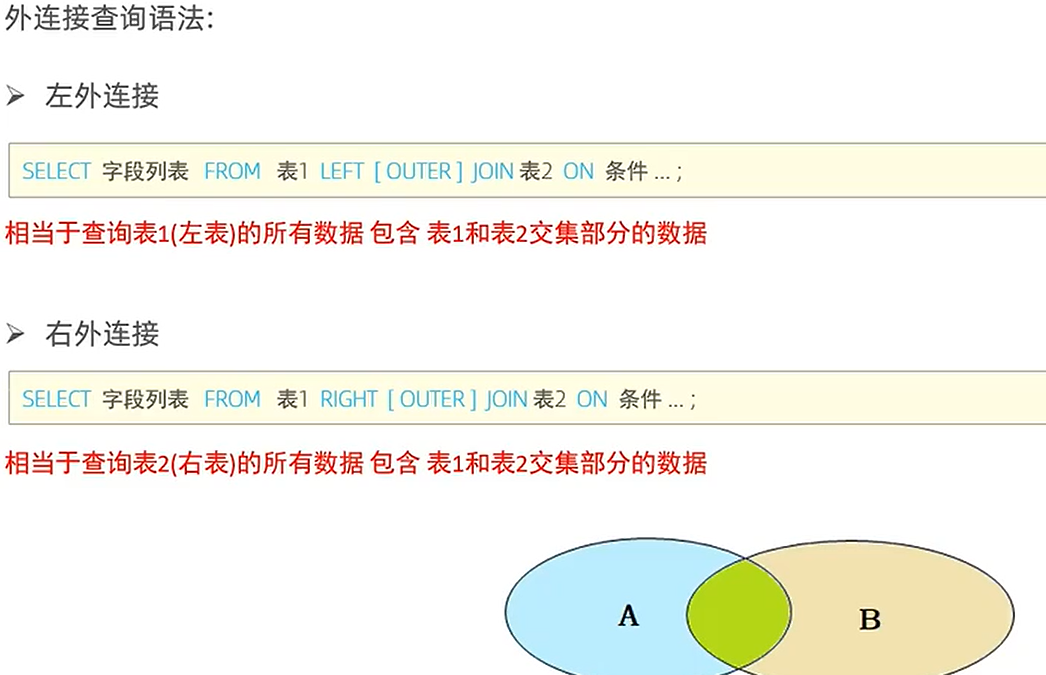 外连接查询语法:
➢ 左外连接
SELECT 字段列表 FROM 表1 LEFT [ OUTER ] JOIN 表2 ON 条件 ... ;
相当于查询表1(左表)的所有数据 包含 表1和表2交集部分的数据
➢ 右外连接
SELECT 字段列表 FROM 表1 RIGHT [ OUTER ] JOIN 表2 ON 条件 ... ;
相当于查询表2(右表)的所有数据 包含 表1和表2交集部分的数据
A
B